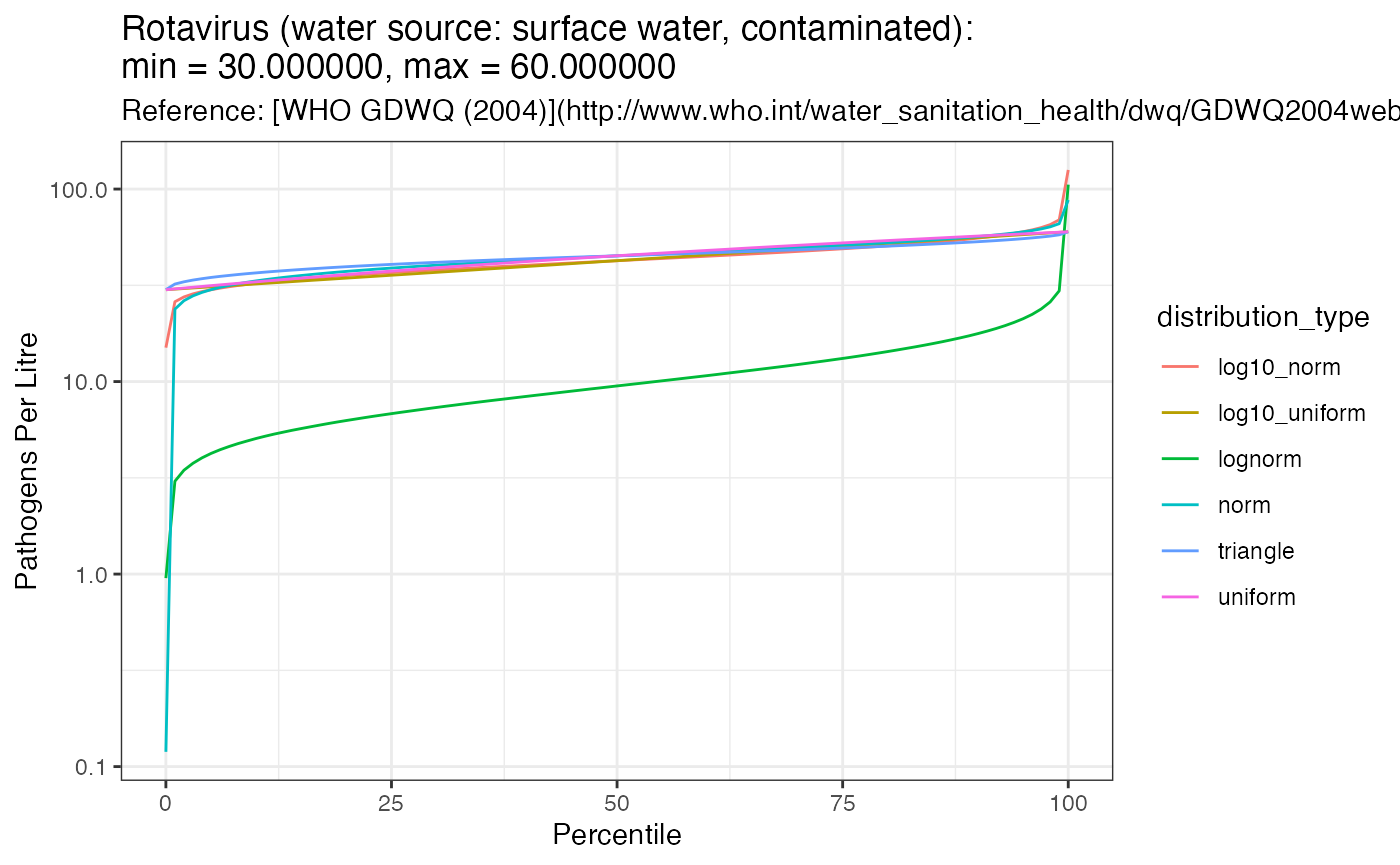 Rotavirus (water source: surface water, contaminated):
min = 30.000000, max = 60.000000
Reference: [WHO GDWQ (2004)](http://www.who.int/water_sanitation_health/dwq/GDWQ2004web
Pathogens Per Litre
100.0
10.0
1.0
0.1
0 25 50 75 100
Percentile
distribution_type
log10_norm
log10_uniform
lognorm
norm
triangle
uniform